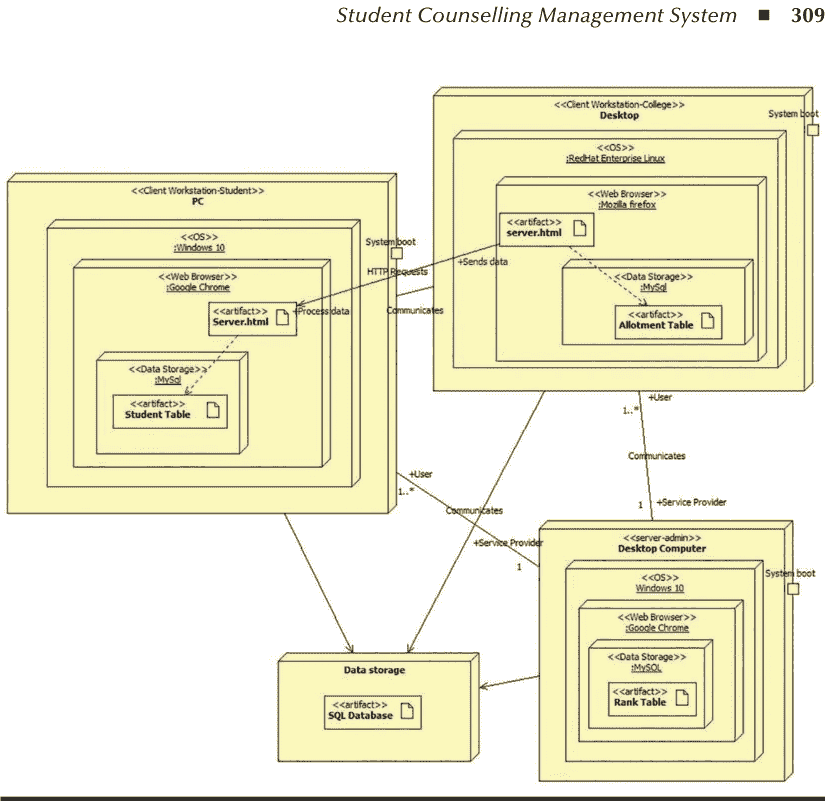 Student Counselling Management System ■ 309
<<Client Workstation-College>>
Desktop
System boot
<<OS>>
:RedHat Enterprise Linux
<<Web Browser>>
:Mozilla firefox
<<artifact>>
server.html
<<Data Storage>>
:MySql
<<artifact>>
Allotment Table
<<Client Workstation-Student>>
PC
System boot
<<OS>>
:Windows 10
<<Web Browser>>
:Google Chrome
<<artifact>>
Server.html
<<Data Storage>>
:MySql
<<artifact>>
Student Table
HTTP Requests
+Sends data
+Process data
Communicates
+User
1..*
Communicates
+Service Provider
1
+User
1..*
Communicates
+Service Provider
1
<<server-admin>>
Desktop Computer
System boot
<<OS>>
Windows 10
<<Web Browser>>
:Google Chrome
<<Data Storage>>
:MySQL
<<artifact>>
Rank Table
Data storage
<<artifact>>
SQL Database